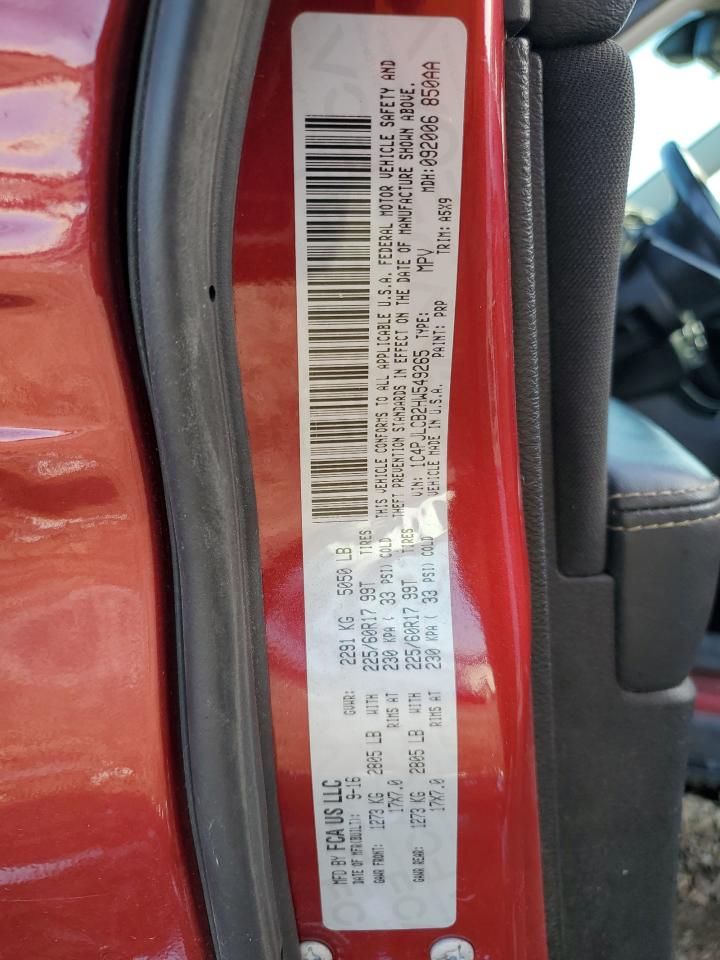 MFD BY FCA US LLC
DATE OF MFR(BUILT): 9-16 GVWR: 2291 KG 5050 LB
GAWR FRONT: 1273 KG 2805 LB WITH 225/60R17 99T TIRES
17X7.0 RIMS AT 230 KPA ( 33 PSI) COLD
GAWR REAR: 1273 KG 2805 LB WITH 225/60R17 99T TIRES
17X7.0 RIMS AT 230 KPA ( 33 PSI) COLD
THIS VEHICLE CONFORMS TO ALL APPLICABLE U.S.A. FEDERAL MOTOR VEHICLE SAFETY AND
THEFT PREVENTION STANDARDS IN EFFECT ON THE DATE OF MANUFACTURE SHOWN ABOVE.
VIN: 1C4PJLCB2HW549265 TYPE: MPV MDH: 092006 850AA
VEHICLE MADE IN U.S.A. PAINT: PRP TRIM: A5X9